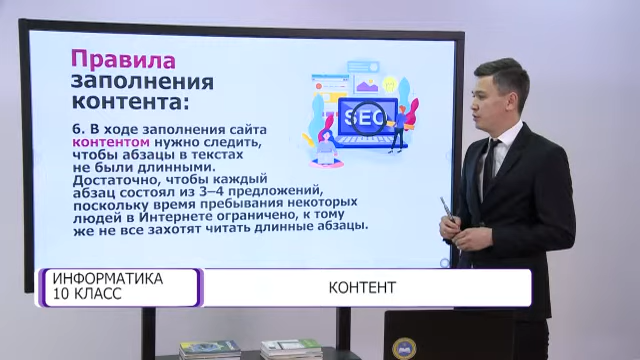 Правила
заполнения
контента:
6. В ходе заполнения сайта
контентом нужно следить,
чтобы абзацы в текстах
не были длинными.
Достаточно, чтобы каждый
абзац состоял из 3–4 предложений,
поскольку время пребывания некоторых
людей в Интернете ограничено, к тому
же не все захотят читать длинные абзацы.
SEO
ИНФОРМАТИКА
10 КЛАСС
КОНТЕНТ